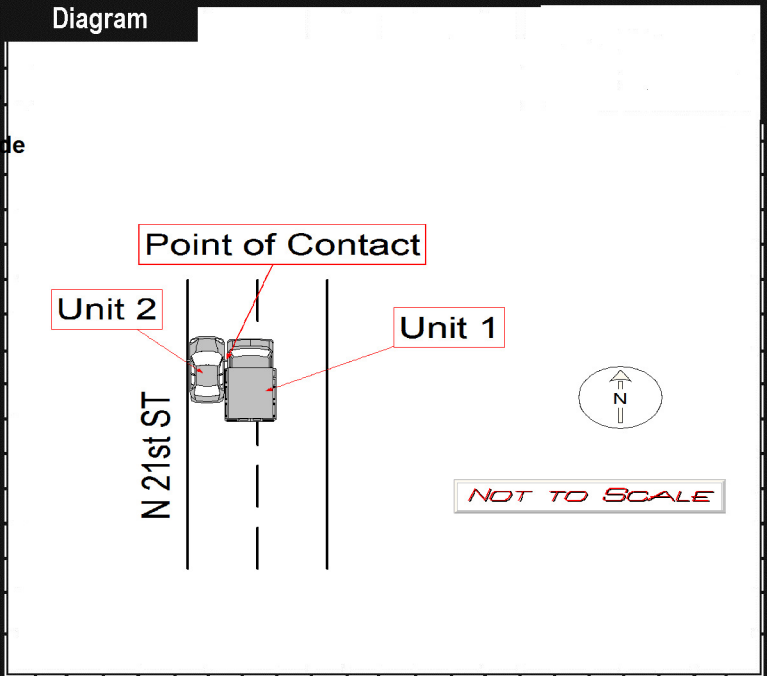 Diagram
de
Point of Contact
Unit 2
Unit 1
N 21st ST
N
NOT TO SCALE